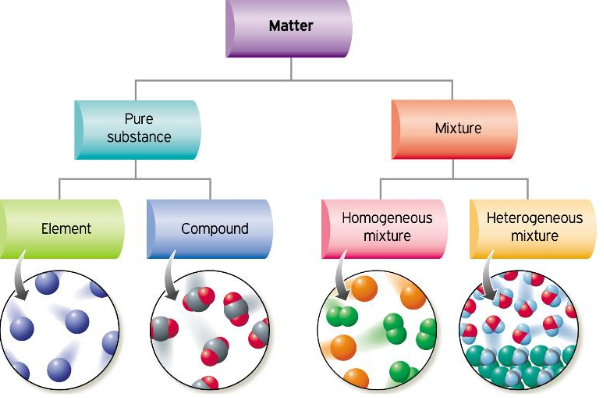 Matter
Pure
substance
Mixture
Element
Compound
Homogeneous
mixture
Heterogeneous
mixture